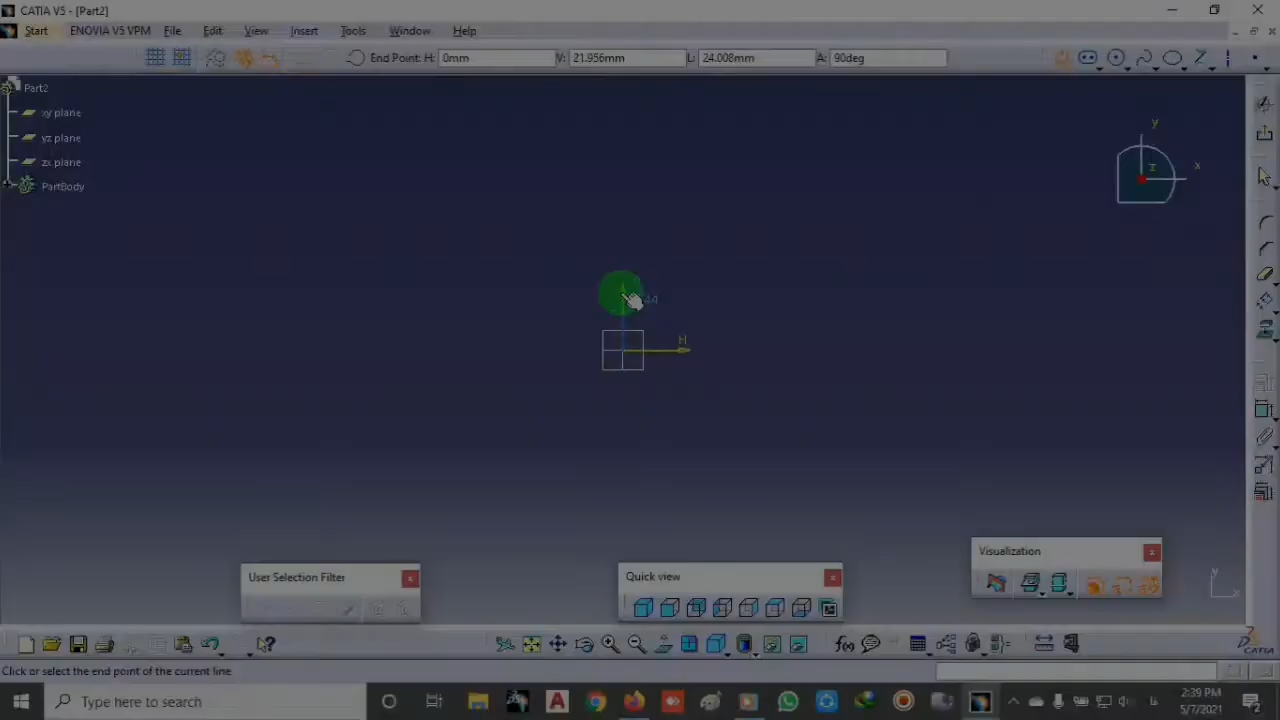 CATIA V5 - [Part2]
Start ENOVIA V5 VPM File Edit View Insert Tools Window Help
End Point: H: 0mm V: 21.956mm L: 24.008mm A: 90deg
Part2
xy plane
yz plane
zx plane
PartBody
y
x
z
H
User Selection Filter
Quick view
Visualization
y
x
f(x)
CATIA
Click or select the end point of the current line
Type here to search
2:39 PM
5/7/2021
2